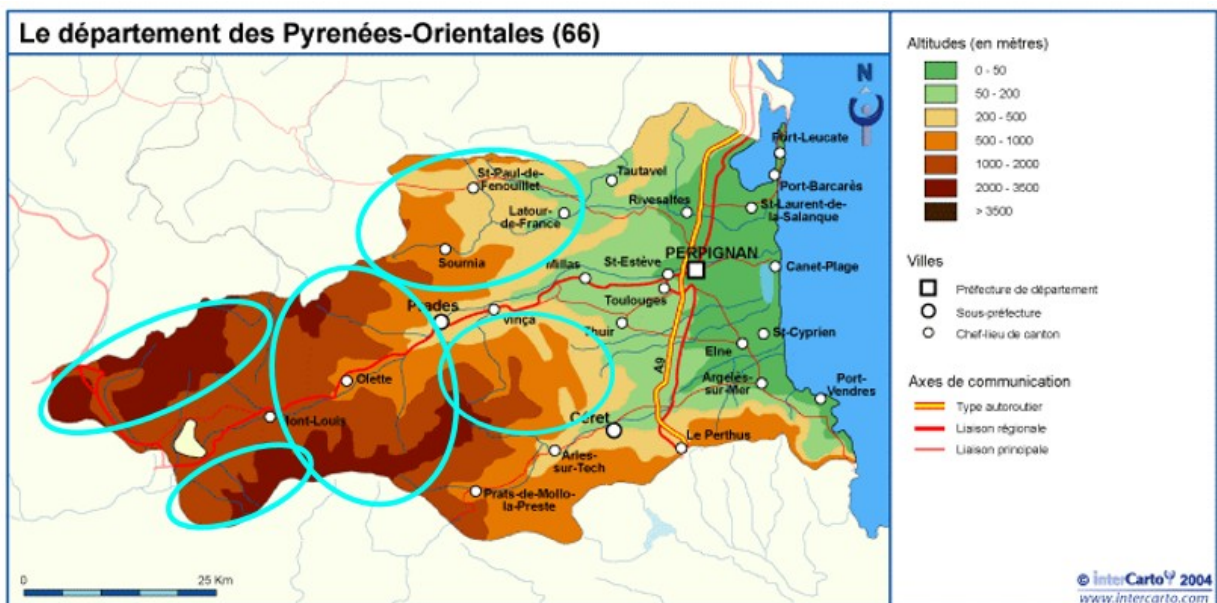 Le département des Pyrenées-Orientales (66)
N
Port-Leucate
St-Paul-de-
Fenouillet
Tautavel
Port-Barcarès
Latour-
de-France
Rivesaltes
St-Laurent-de-
la-Salanque
Sournia
Millas
St-Estève
PERPIGNAN
Canet-Plage
Prades
Toulouges
Vinça
Thuir
St-Cyprien
Elne
A9
Olette
Argelès-
sur-Mer
Port-
Vendres
Mont-Louis
Céret
Le Perthus
Arles-
sur-Tech
Prats-de-Mollo-
la-Preste
0
25 Km
Altitudes (en mètres)
0 - 50
50 - 200
200 - 500
500 - 1000
1000 - 2000
2000 - 3500
> 3500
Villes
Préfecture de département
Sous-préfecture
Chef-lieu de canton
Axes de communication
Type autoroutier
Liaison régionale
Liaison principale
© interCarto 2004
www.intercarto.com